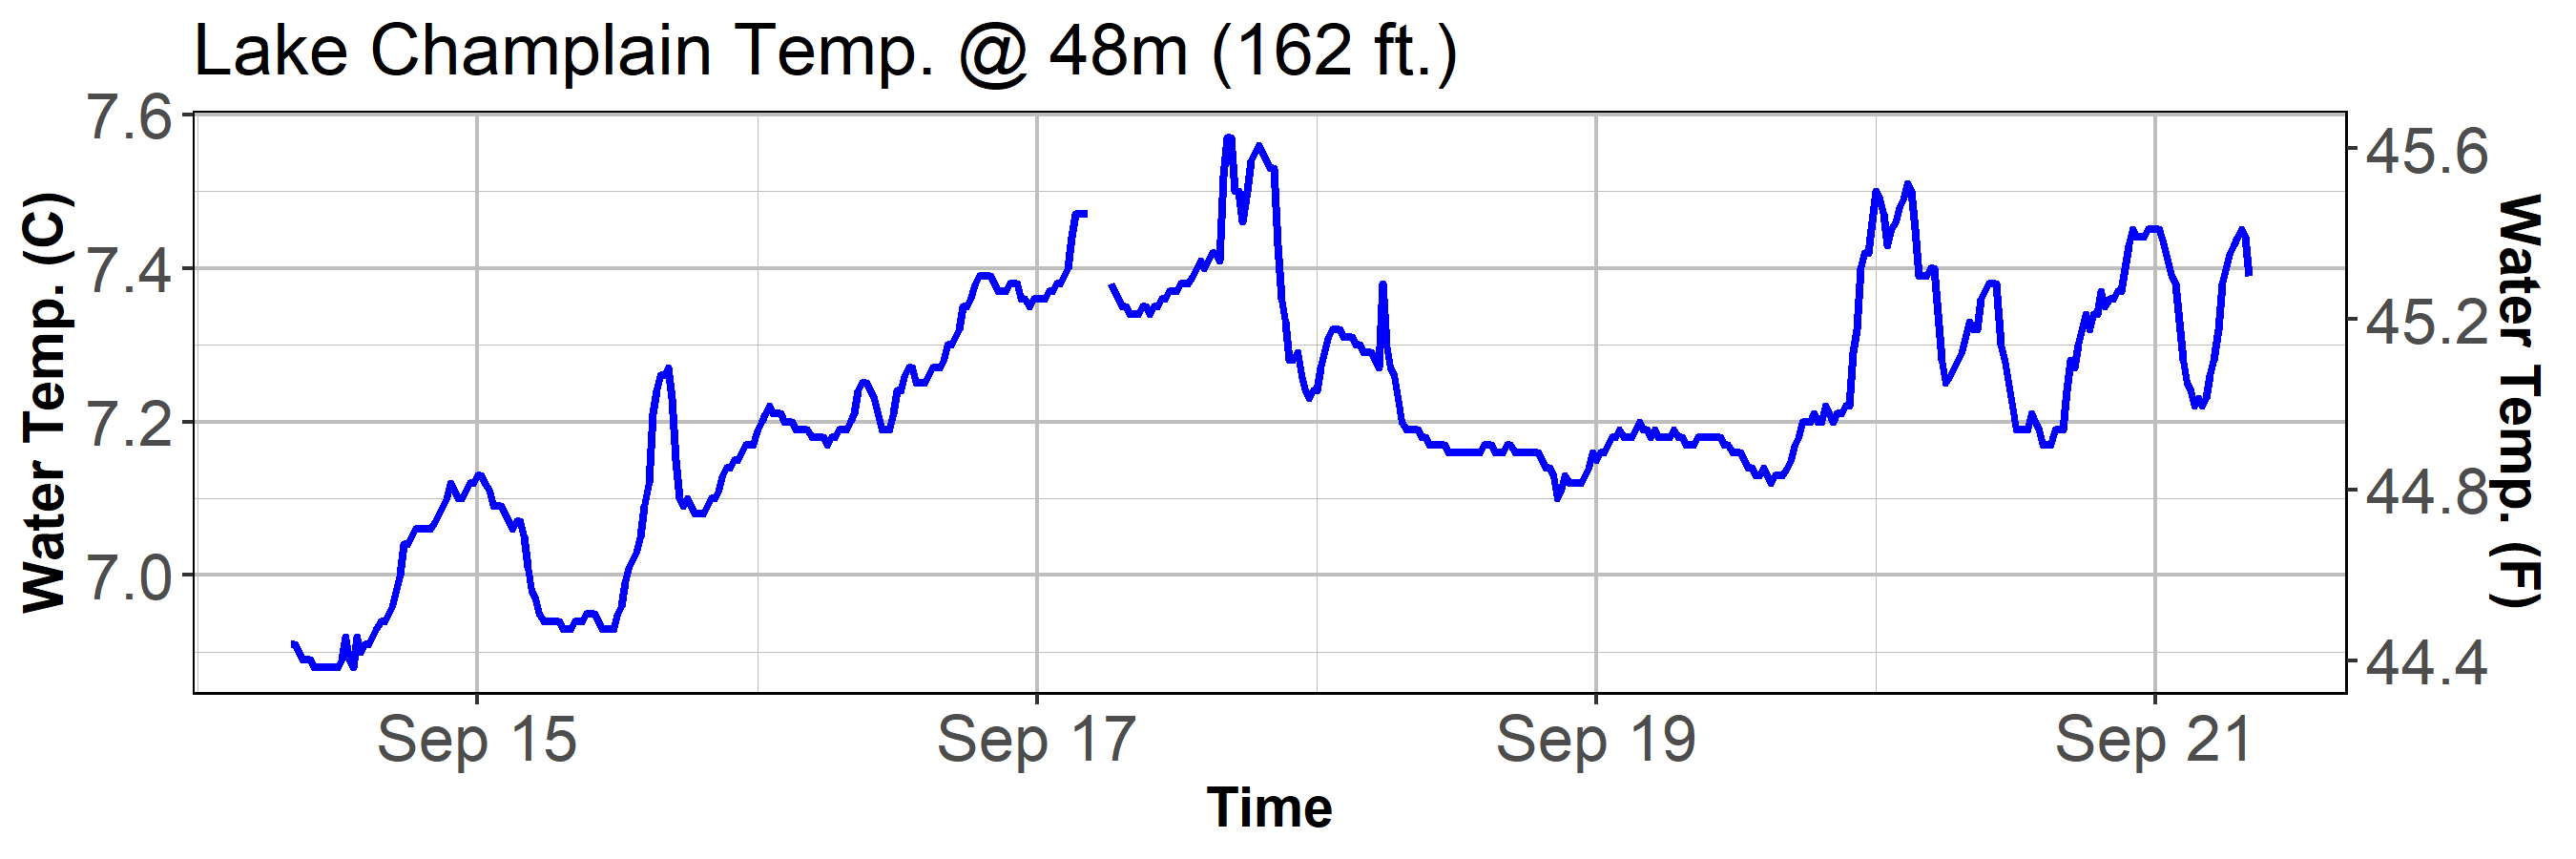 Lake Champlain Temp. @ 48m (162 ft.)
7.6
7.4
7.2
7.0
Water Temp. (C)
45.6
45.2
44.8
44.4
Water Temp. (F)
Sep 15 Sep 17 Sep 19 Sep 21
Time